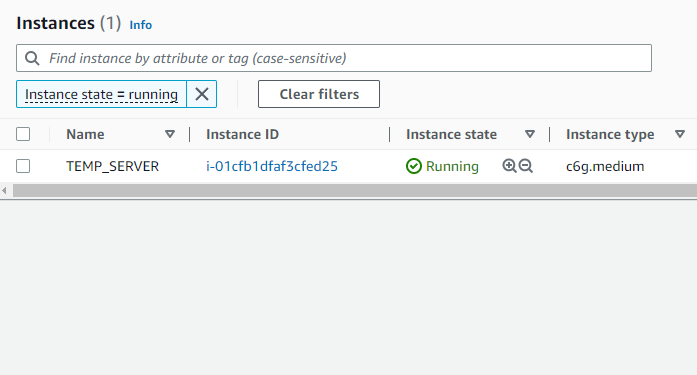 Instances (1) Info
Find instance by attribute or tag (case-sensitive)
Instance state = running
Clear filters
Name Instance ID Instance state Instance type
TEMP_SERVER i-01cfb1dfaf3cfed25 Running c6g.medium